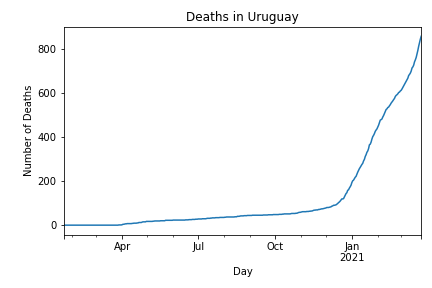 Deaths in Uruguay
Number of Deaths
800
600
400
200
0
Apr
Jul
Oct
Jan
2021
Day